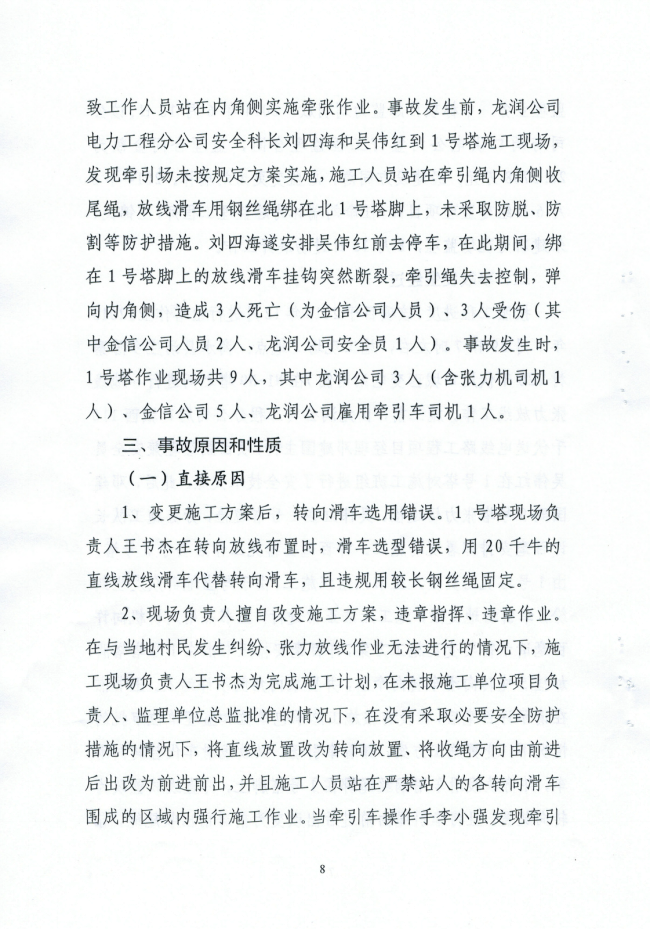 致工作人员站在内角侧实施牵张作业。事故发生前，龙润公司
电力工程分公司安全科长刘四海和吴伟红到1号塔施工现场，
发现牵引场未按规定方案实施，施工人员站在牵引绳内角侧收
尾绳，放线滑车用钢丝绳绑在北1号塔脚上，未采取防脱、防
割等防护措施。刘四海遂安排吴伟红前去停车，在此期间，绑
在1号塔脚上的放线滑车挂钩突然断裂，牵引绳失去控制，弹
向内角侧，造成3人死亡（为金信公司人员）、3人受伤（其
中金信公司人员2人、龙润公司安全员1人）。事故发生时，
1号塔作业现场共9人，其中龙润公司3人（含张力机司机1
人）、金信公司5人、龙润公司雇用牵引车司机1人。
三、事故原因和性质
（一）直接原因
1、变更施工方案后，转向滑车选用错误。1号塔现场负
责人王书杰在转向放线布置时，滑车选型错误，用20千牛的
直线放线滑车代替转向滑车，且违规用较长钢丝绳固定。
2、现场负责人擅自改变施工方案，违章指挥、违章作业。
在与当地村民发生纠纷、张力放线作业无法进行的情况下，施
工现场负责人王书杰为完成施工计划，在未报施工单位项目负
责人、监理单位总监批准的情况下，在没有采取必要安全防护
措施的情况下，将直线放置改为转向放置、将收绳方向由前进
后出改为前进前出，并且施工人员站在严禁站人的各转向滑车
围成的区域内强行施工作业。当牵引车操作手李小强发现牵引
8